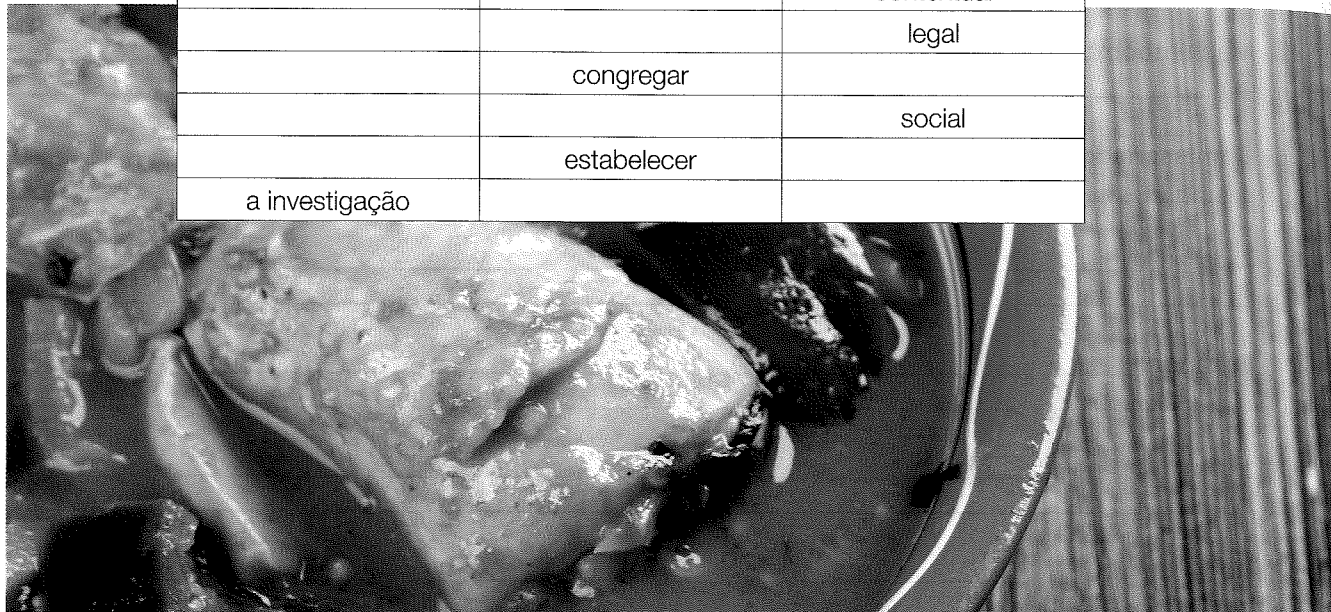 legal
congregar
social
estabelecer
a investigação